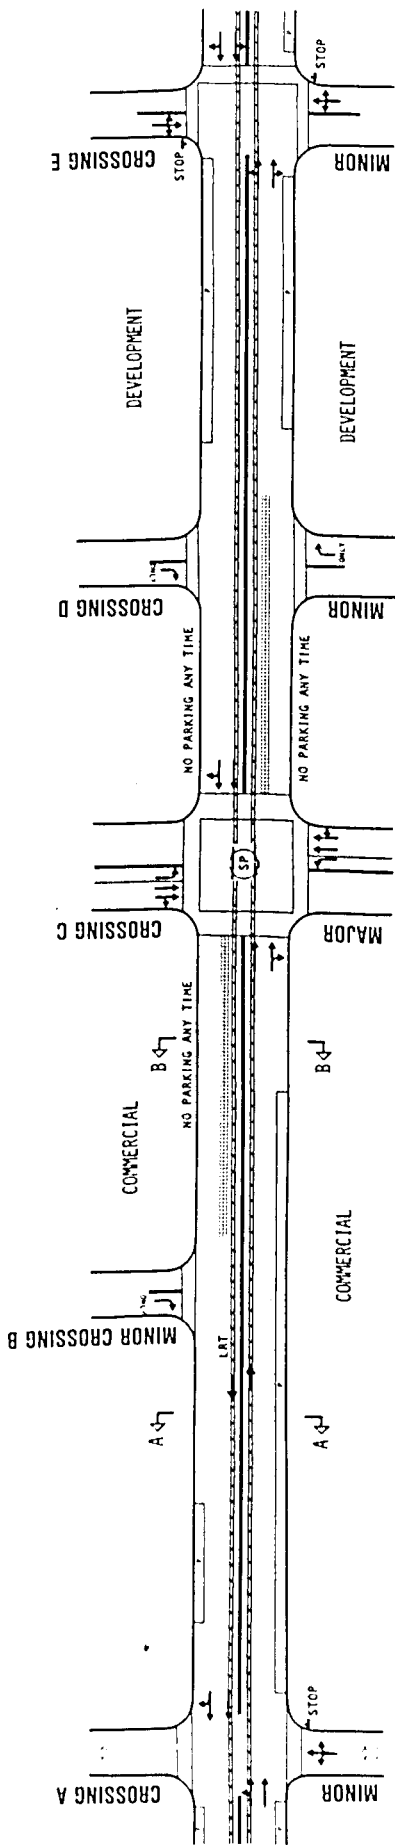 CROSSING E
STOP
STOP
MINOR
DEVELOPMENT
DEVELOPMENT
P
P
CROSSING D
ONLY
MINOR
NO PARKING ANY TIME
NO PARKING ANY TIME
CROSSING C
SP
MAJOR
NO PARKING ANY TIME
B
B
COMMERCIAL
COMMERCIAL
MINOR CROSSING B
LRT
A
A
CROSSING A
STOP
MINOR